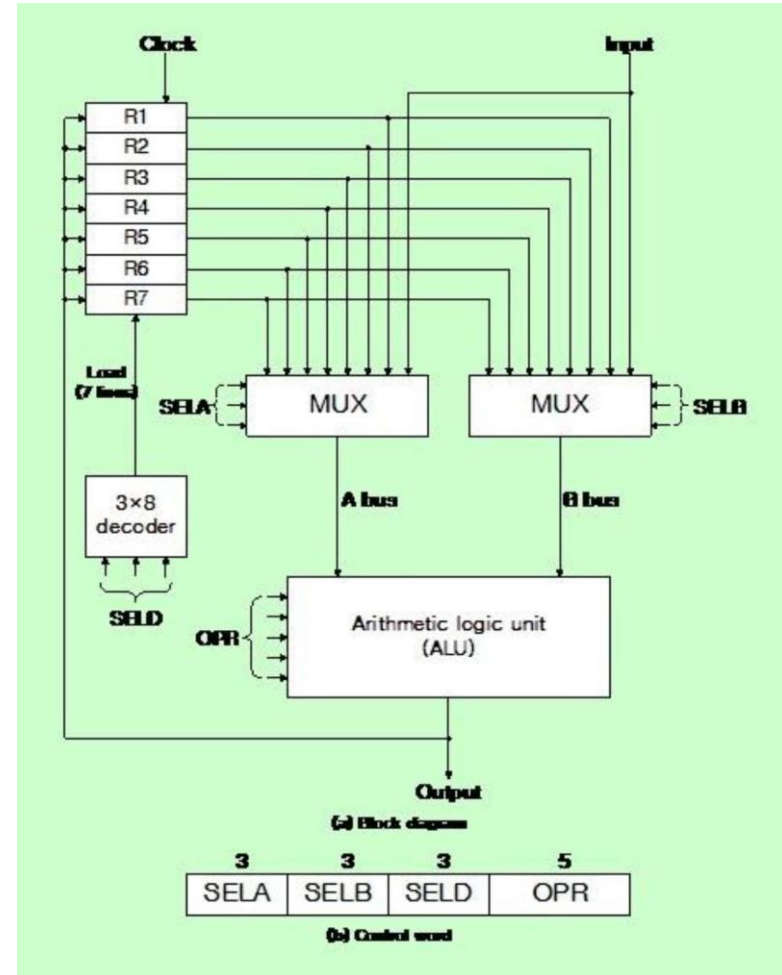 Clock Input
R1
R2
R3
R4
R5
R6
R7
Load
(7 lines)
SELA MUX MUX SELB
3×8
decoder
A bus B bus
SELD
OPR
Arithmetic logic unit
(ALU)
Output
(a) Block diagram
3 3 3 5
SELA SELB SELD OPR
(b) Control word